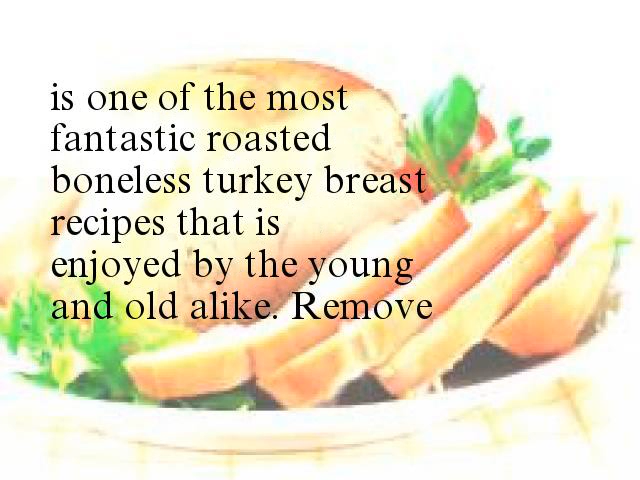 is one of the most
fantastic roasted
boneless turkey breast
recipes that is
enjoyed by the young
and old alike. Remove